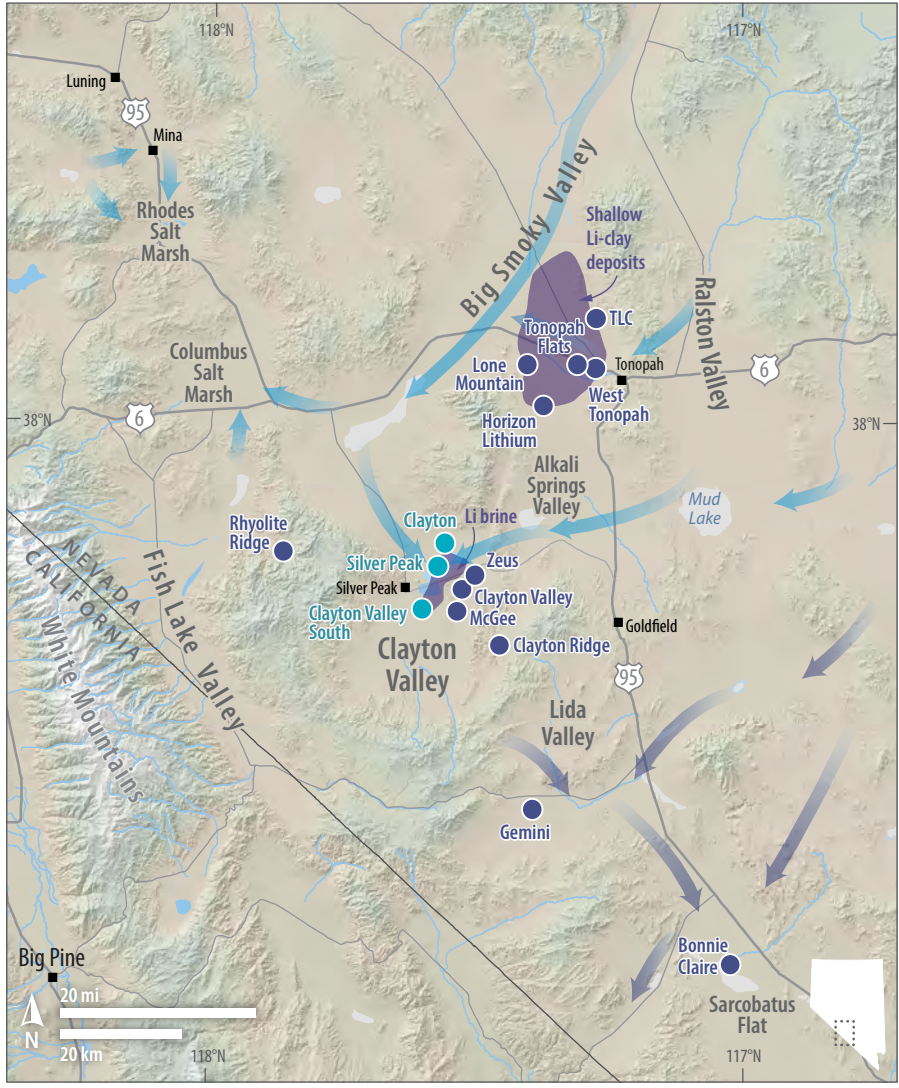 118°N
117°N
Luning
95
Mina
Rhodes
Salt
Marsh
Big Smoky Valley
Shallow
Li-clay
deposits
TLC
Ralston Valley
Tonopah
Flats
Columbus
Salt
Marsh
Lone
Mountain
Tonopah
6
West
Tonopah
38°N
6
Horizon
Lithium
38°N
Alkali
Springs
Valley
Mud
Lake
Rhyolite
Ridge
Clayton
Li brine
Silver Peak
Zeus
Silver Peak
Clayton Valley
Clayton Valley
South
McGee
Goldfield
Clayton
Valley
Clayton Ridge
95
NEVADA
CALIFORNIA
Fish Lake Valley
White Mountains
Lida
Valley
Gemini
Bonnie
Claire
Big Pine
20 mi
N
20 km
Sarcobatus
Flat
118°N
117°N